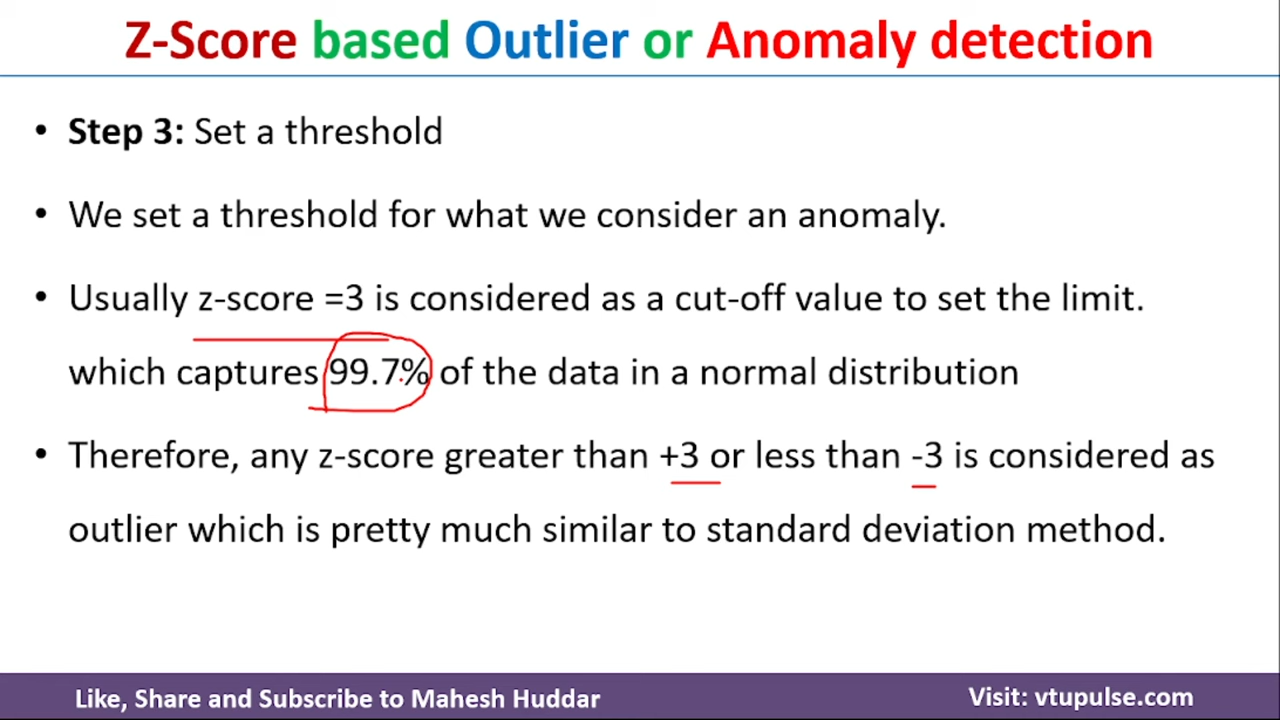 Z-Score based Outlier or Anomaly detection
• Step 3: Set a threshold
• We set a threshold for what we consider an anomaly.
• Usually z-score =3 is considered as a cut-off value to set the limit.
which captures 99.7% of the data in a normal distribution
• Therefore, any z-score greater than +3 or less than -3 is considered as
outlier which is pretty much similar to standard deviation method.
Like, Share and Subscribe to Mahesh Huddar
Visit: vtupulse.com